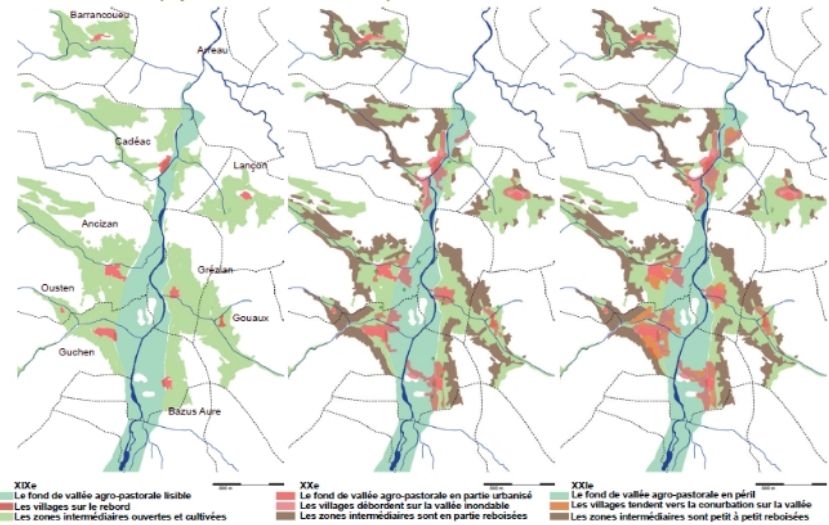 Barrancoueu
Arreau
Cadéac
Lançon
Ancizan
Grézian
Ousten
Gouaux
Guchen
Bazus Aure
XIXe
Le fond de vallée agro-pastorale lisible
Les villages sur le rebord
Les zones intermédiaires ouvertes et cultivées
XXe
Le fond de vallée agro-pastorale en partie urbanisé
Les villages débordent sur la vallée inondable
Les zones intermédiaires sont en partie reboisées
XXIe
Le fond de vallée agro-pastorale en péril
Les villages tendent vers la conurbation sur la vallée
Les zones intermédiaires sont petit à petit reboisées